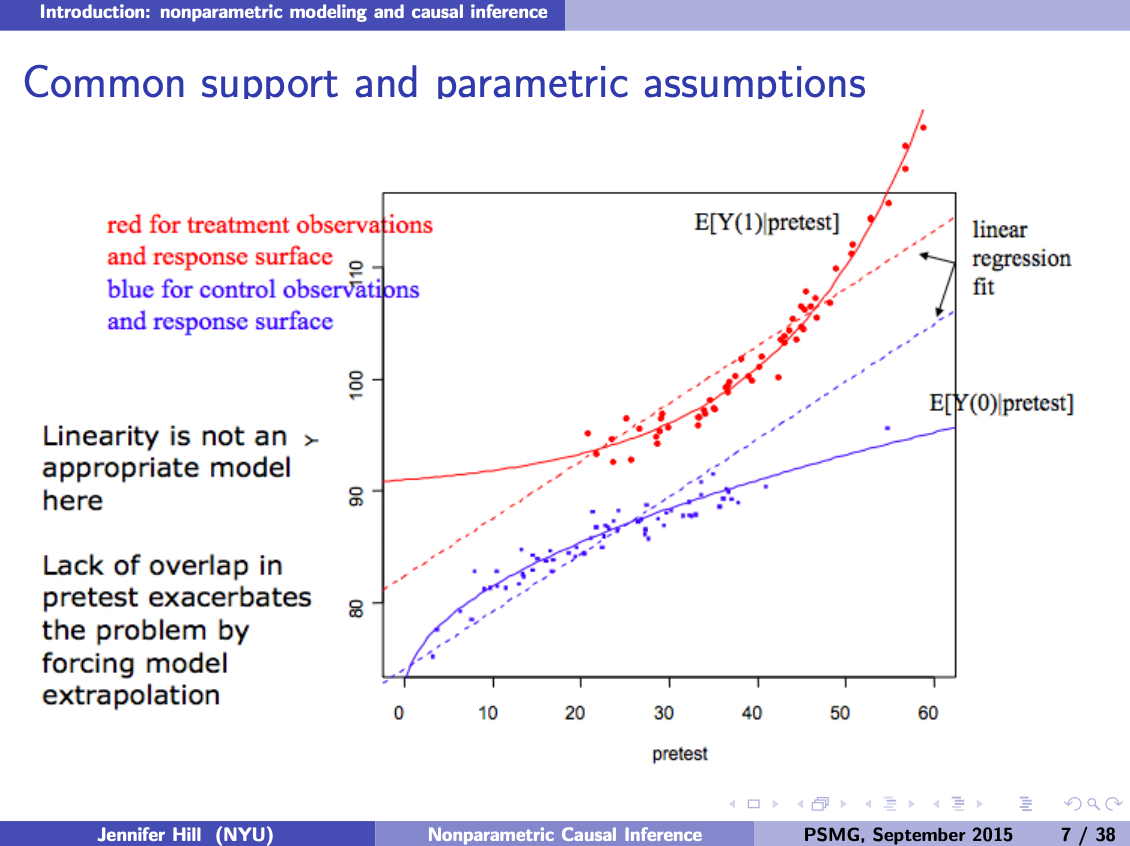 Introduction: nonparametric modeling and causal inference
Common support and parametric assumptions
red for treatment observations
and response surface
blue for control observations
and response surface
Linearity is not an
appropriate model
here
Lack of overlap in
pretest exacerbates
the problem by
forcing model
extrapolation
E[Y(1)|pretest]
linear
regression
fit
E[Y(0)|pretest]
110
100
90
80
0 10 20 30 40 50 60
pretest
Jennifer Hill (NYU) Nonparametric Causal Inference PSMG, September 2015 7 / 38